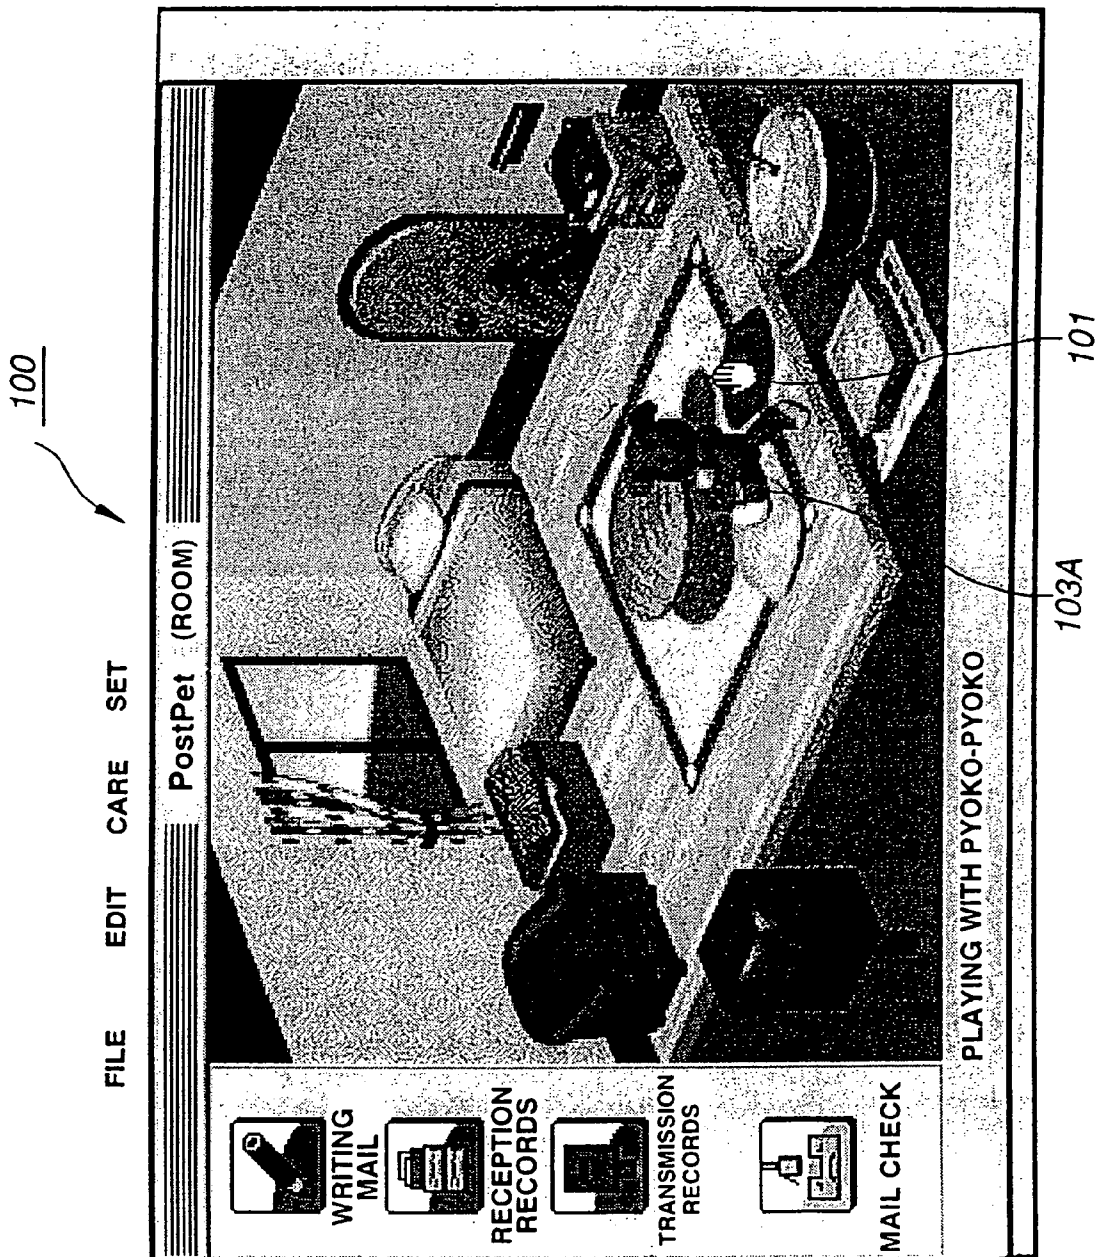 100
FILE EDIT CARE SET
PostPet (ROOM)
WRITING
MAIL
RECEPTION
RECORDS
TRANSMISSION
RECORDS
MAIL CHECK
PLAYING WITH PYOKO-PYOKO
101
103A